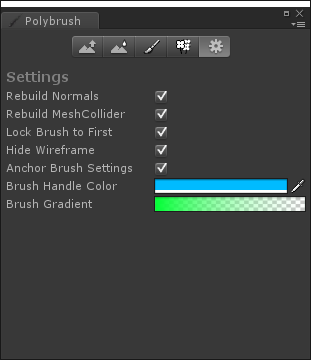 Polybrush
Settings
Rebuild Normals
Rebuild MeshCollider
Lock Brush to First
Hide Wireframe
Anchor Brush Settings
Brush Handle Color
Brush Gradient